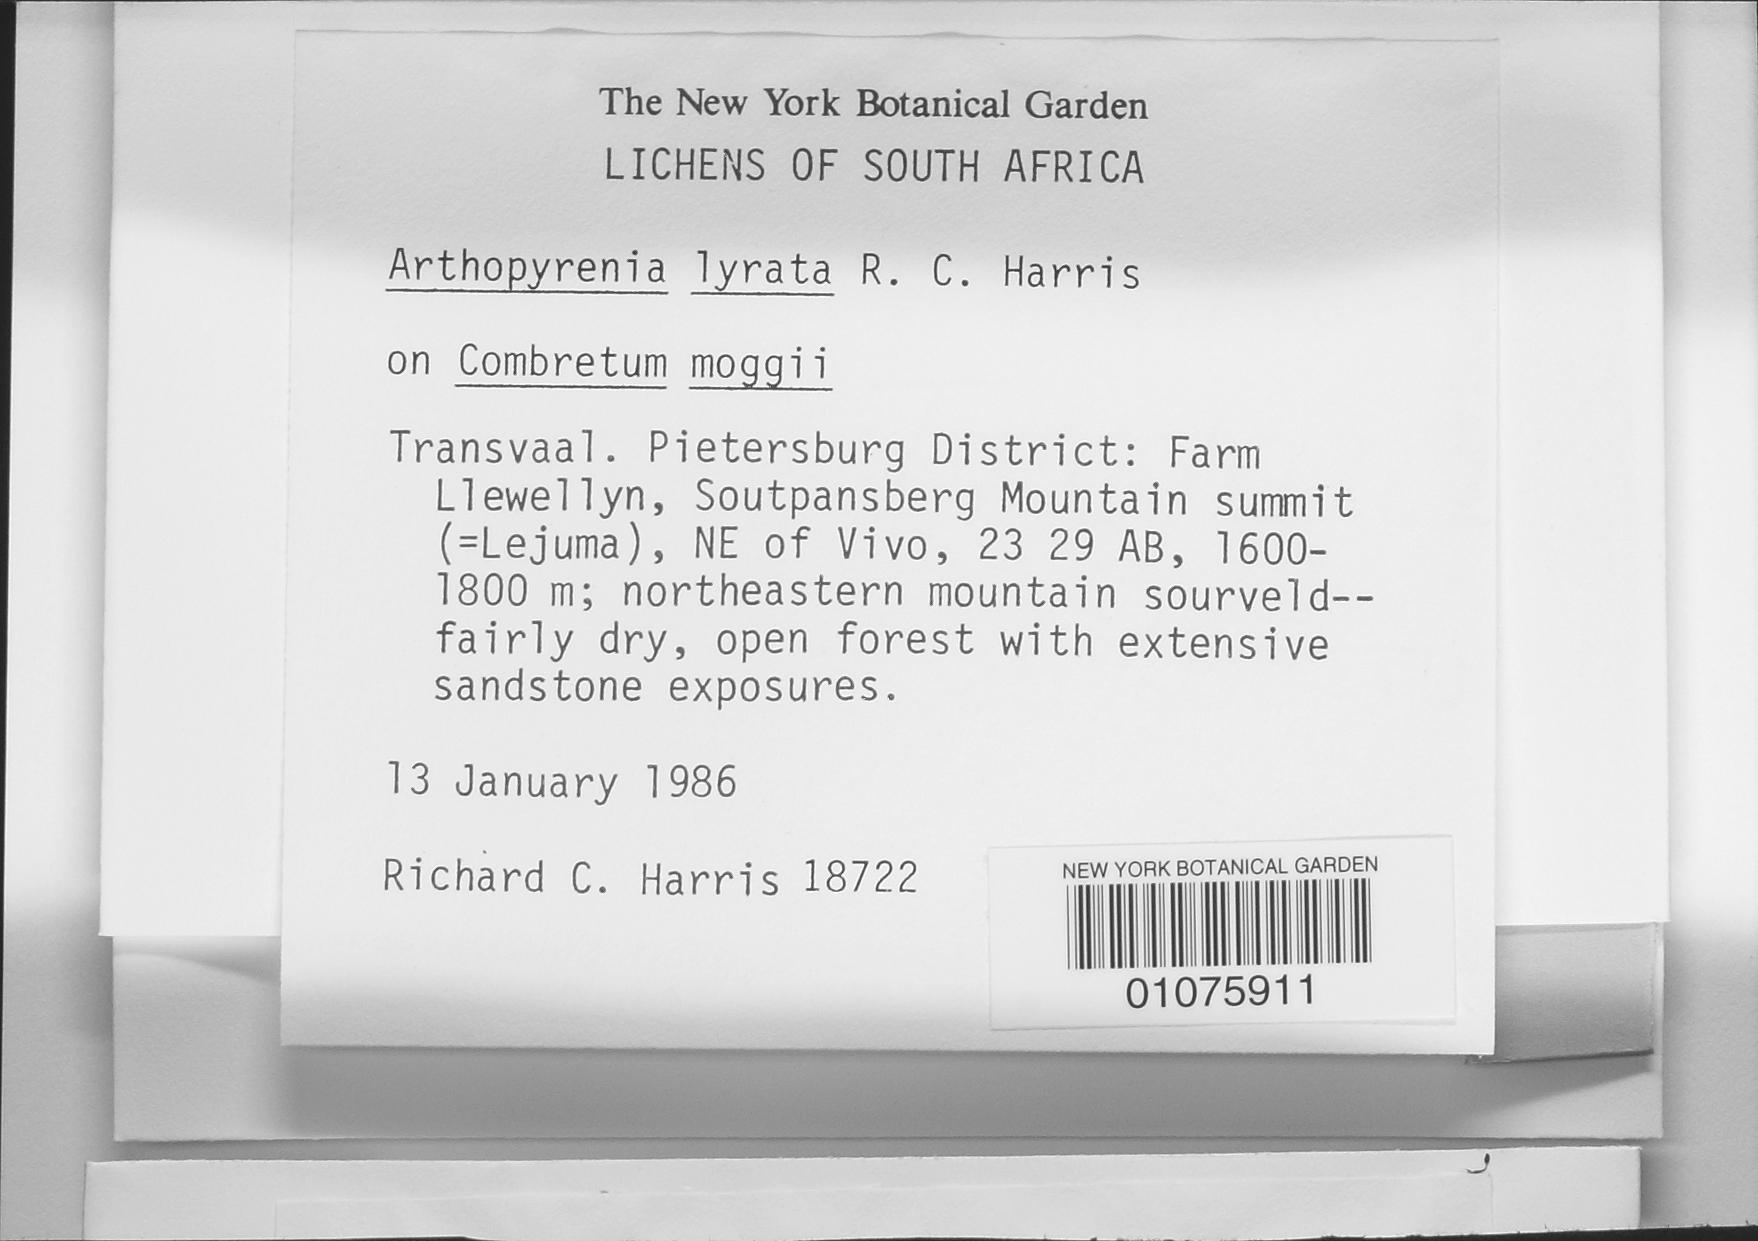 The New York Botanical Garden
LICHENS OF SOUTH AFRICA
Arthopyrenia lyrata R. C. Harris
on Combretum moggii
Transvaal. Pietersburg District: Farm
Llewellyn, Soutpansberg Mountain summit
(=Lejuma), NE of Vivo, 23 29 AB, 1600-
1800 m; northeastern mountain sourveld--
fairly dry, open forest with extensive
sandstone exposures.
13 January 1986
Richard C. Harris 18722
NEW YORK BOTANICAL GARDEN
01075911